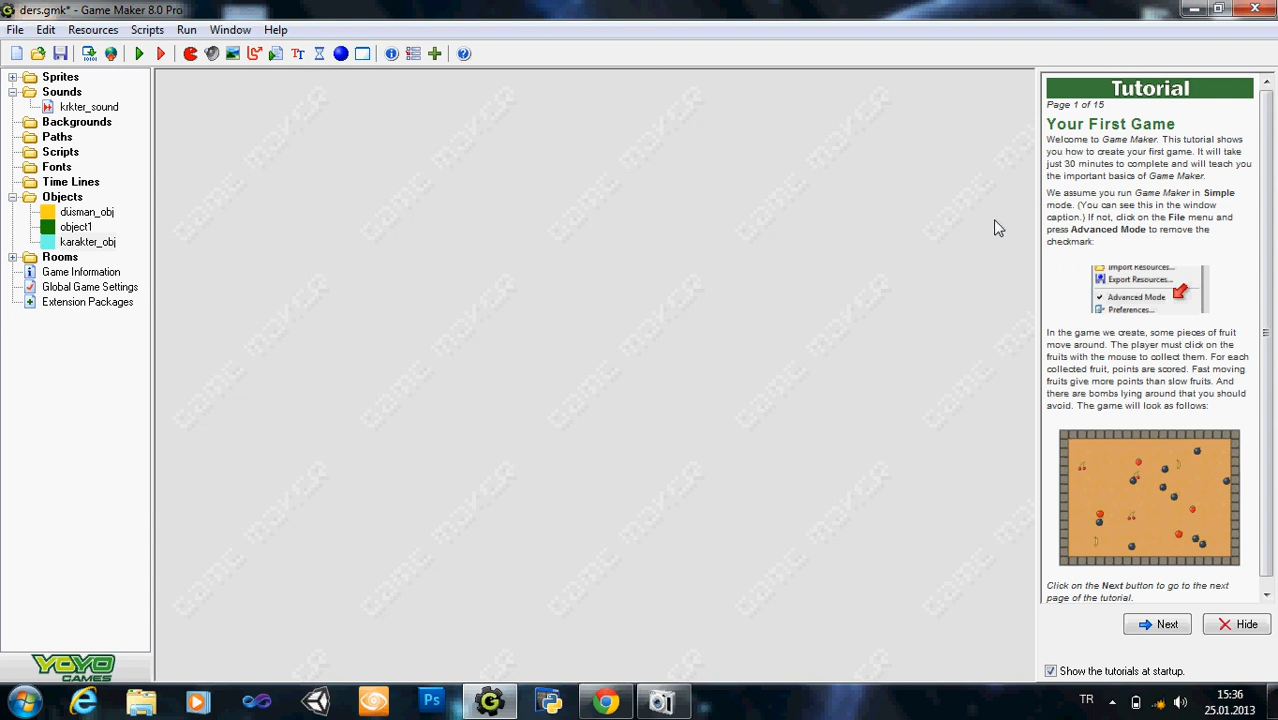 ders.gmk* - Game Maker 8.0 Pro
File Edit Resources Scripts Run Window Help
Sprites
Sounds
krkter_sound
Backgrounds
Paths
Scripts
Fonts
Time Lines
Objects
düsman_obj
object1
karakter_obj
Rooms
Game Information
Global Game Settings
Extension Packages
YOYO
GAMES
Tutorial
Page 1 of 15
Your First Game
Welcome to Game Maker. This tutorial shows
you how to create your first game. It will take
just 30 minutes to complete and will teach you
the important basics of Game Maker.
We assume you run Game Maker in Simple
mode. (You can see this in the window
caption.) If not, click on the File menu and
press Advanced Mode to remove the
checkmark:
Import Resources...
Export Resources...
Advanced Mode
Preferences...
In the game we create, some pieces of fruit
move around. The player must click on the
fruits with the mouse to collect them. For each
collected fruit, points are scored. Fast moving
fruits give more points than slow fruits. And
there are bombs lying around that you should
avoid. The game will look as follows:
Click on the Next button to go to the next
page of the tutorial.
Next Hide
Show the tutorials at startup.
Ps
TR
15:36
25.01.2013